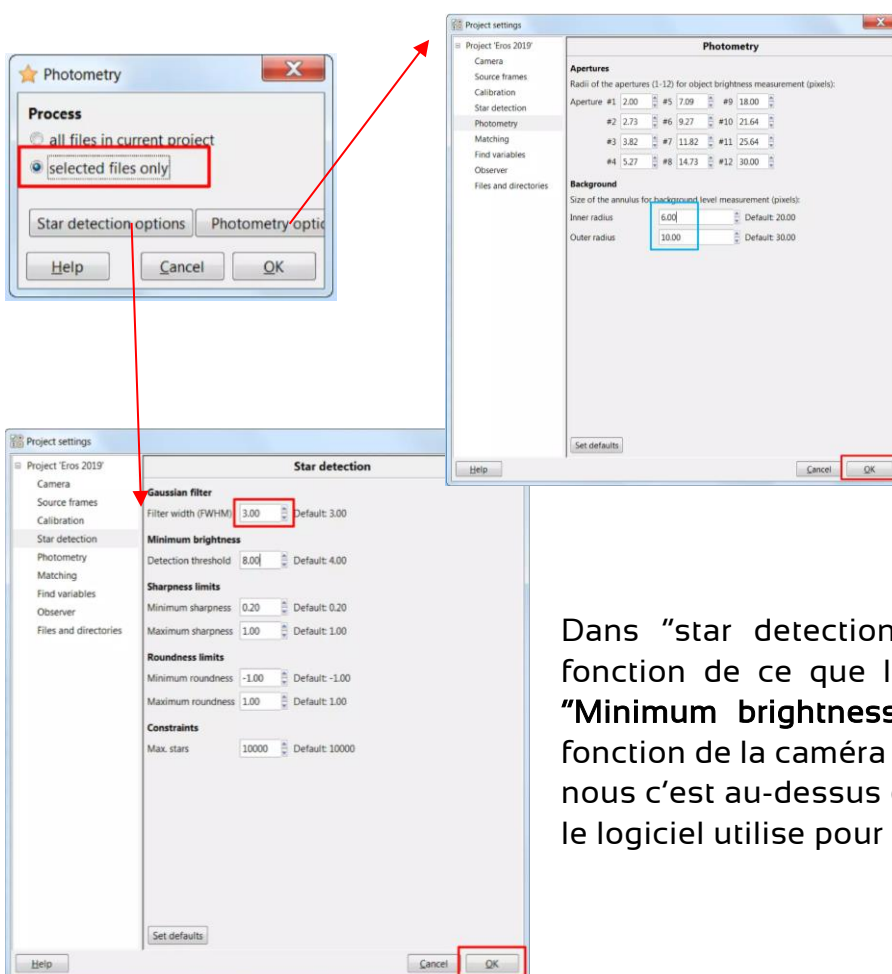 Photometry
Process
all files in current project
selected files only
Star detection options
Help
Cancel
OK
Project settings
Project 'Eros 2019'
Camera
Source frames
Calibration
Star detection
Photometry
Matching
Find variables
Observer
Files and directories
Photometry
Apertures
Radii of the apertures (1-12) for object brightness measurement (pixels):
Aperture #1 2.00 #5 7.09 #9 18.00
#2 2.73 #6 9.27 #10 21.64
#3 3.82 #7 11.82 #11 25.64
#4 5.27 #8 14.73 #12 30.00
Background
Size of the annulus for background level measurement (pixels):
Inner radius 6.00 Default: 20.00
Outer radius 10.00 Default: 30.00
Set defaults
Help
Cancel
OK
Project settings
Project 'Eros 2019'
Camera
Source frames
Calibration
Star detection
Photometry
Matching
Find variables
Observer
Files and directories
Star detection
Gaussian filter
Filter width (FWHM) 3.00 Default: 3.00
Minimum brightness
Detection threshold 8.00 Default: 4.00
Sharpness limits
Minimum sharpness 0.20 Default: 0.20
Maximum sharpness 1.00 Default: 1.00
Roundness limits
Minimum roundness -1.00 Default: -1.00
Maximum roundness 1.00 Default: 1.00
Constraints
Max. stars 10000 Default: 10000
Set defaults
Help
Cancel
OK
Dans "star detection
fonction de ce que
"Minimum brightness
fonction de la caméra
nous c'est au-dessus
le logiciel utilise pour